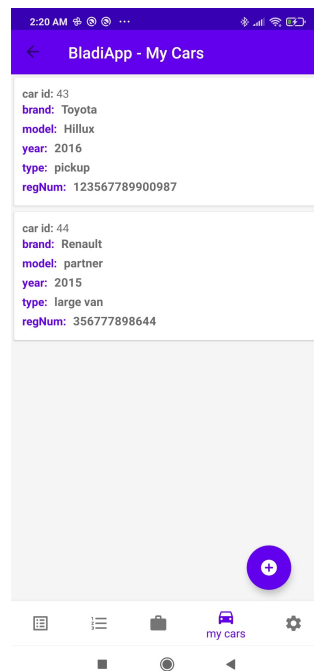 2:20 AM
BladiApp - My Cars
car id: 43
brand: Toyota
model: Hillux
year: 2016
type: pickup
regNum: 123567789900987
car id: 44
brand: Renault
model: partner
year: 2015
type: large van
regNum: 356777898644
my cars